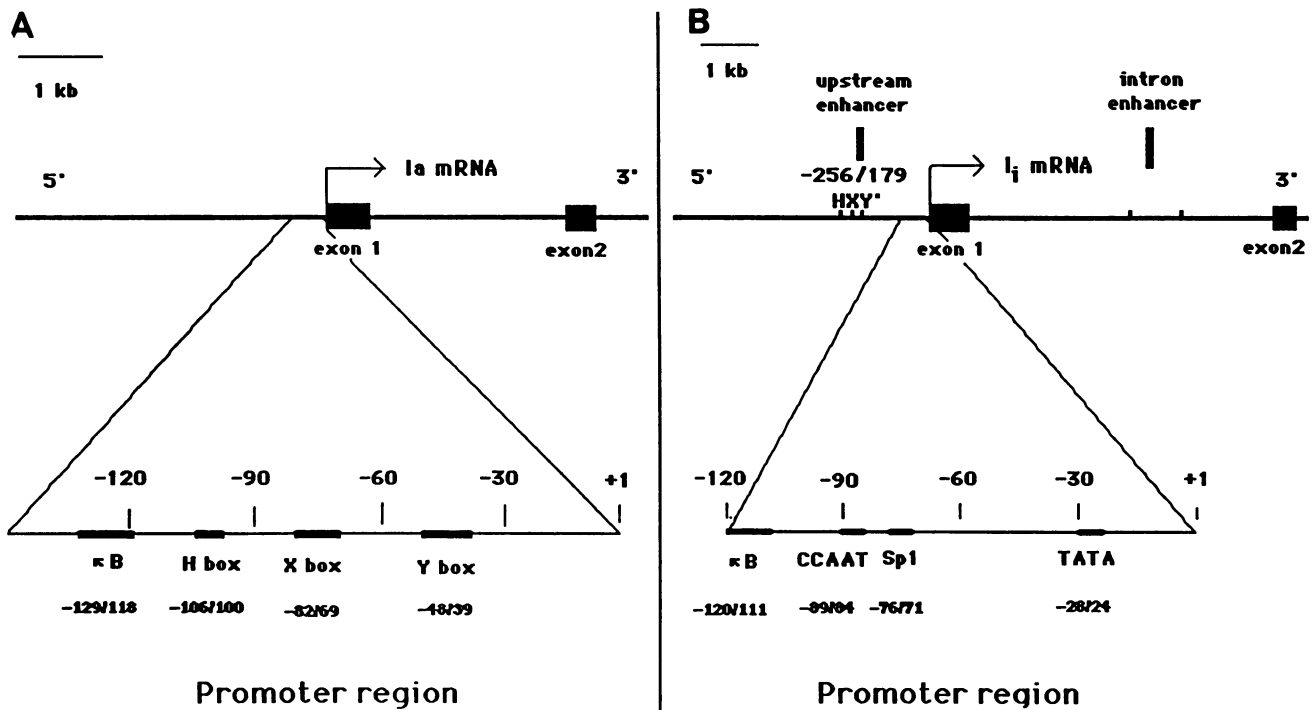 A
1 kb
5'
Ia mRNA
3'
exon 1
exon2
-120 -90 -60 -30 +1
κB H box X box Y box
-129/118 -106/100 -82/69 -48/39
Promoter region
B
1 kb
upstream
enhancer
intron
enhancer
5'
-256/179
Ii mRNA
3'
HXY'
exon 1
exon2
-120 -90 -60 -30 +1
κB CCAAT Sp1 TATA
-120/111 -89/84 -76/71 -28/24
Promoter region